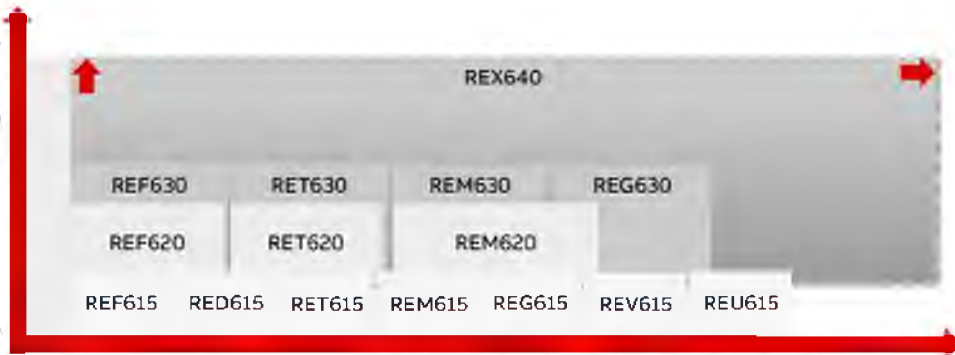 REX640
REF630 RET630 REM630 REG630
REF620 RET620 REM620
REF615 RED615 RET615 REM615 REG615 REV615 REU615